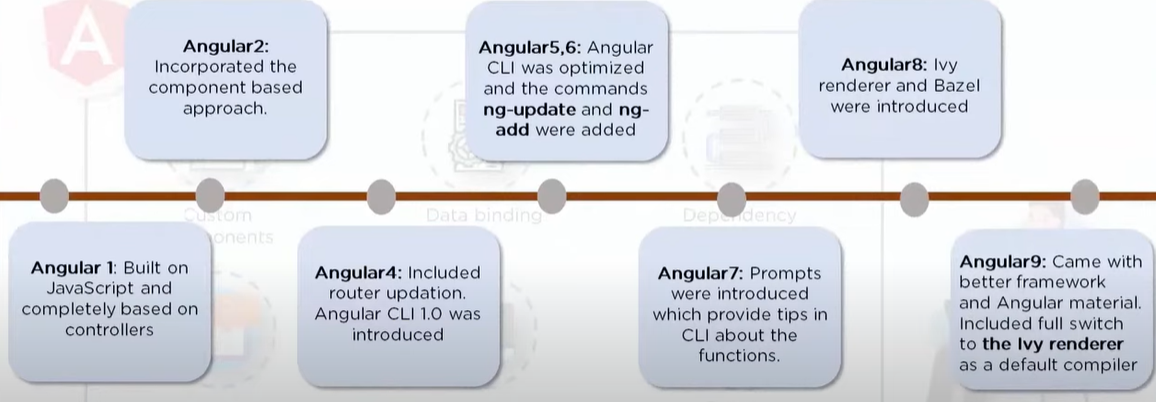 A
Angular2:
Incorporated the
component based
approach.
Angular5,6: Angular
CLI was optimized
and the commands
ng-update and ng-
add were added
Angular8: Ivy
renderer and Bazel
were introduced
Custom
onents
Data binding
Dependency
Angular 1: Built on
JavaScript and
completely based on
controllers
Angular4: Included
router updation.
Angular CLI 1.0 was
introduced
Angular7: Prompts
were introduced
which provide tips in
CLI about the
functions.
Angular9: Came with
better framework
and Angular material.
Included full switch
to the Ivy renderer
as a default compiler